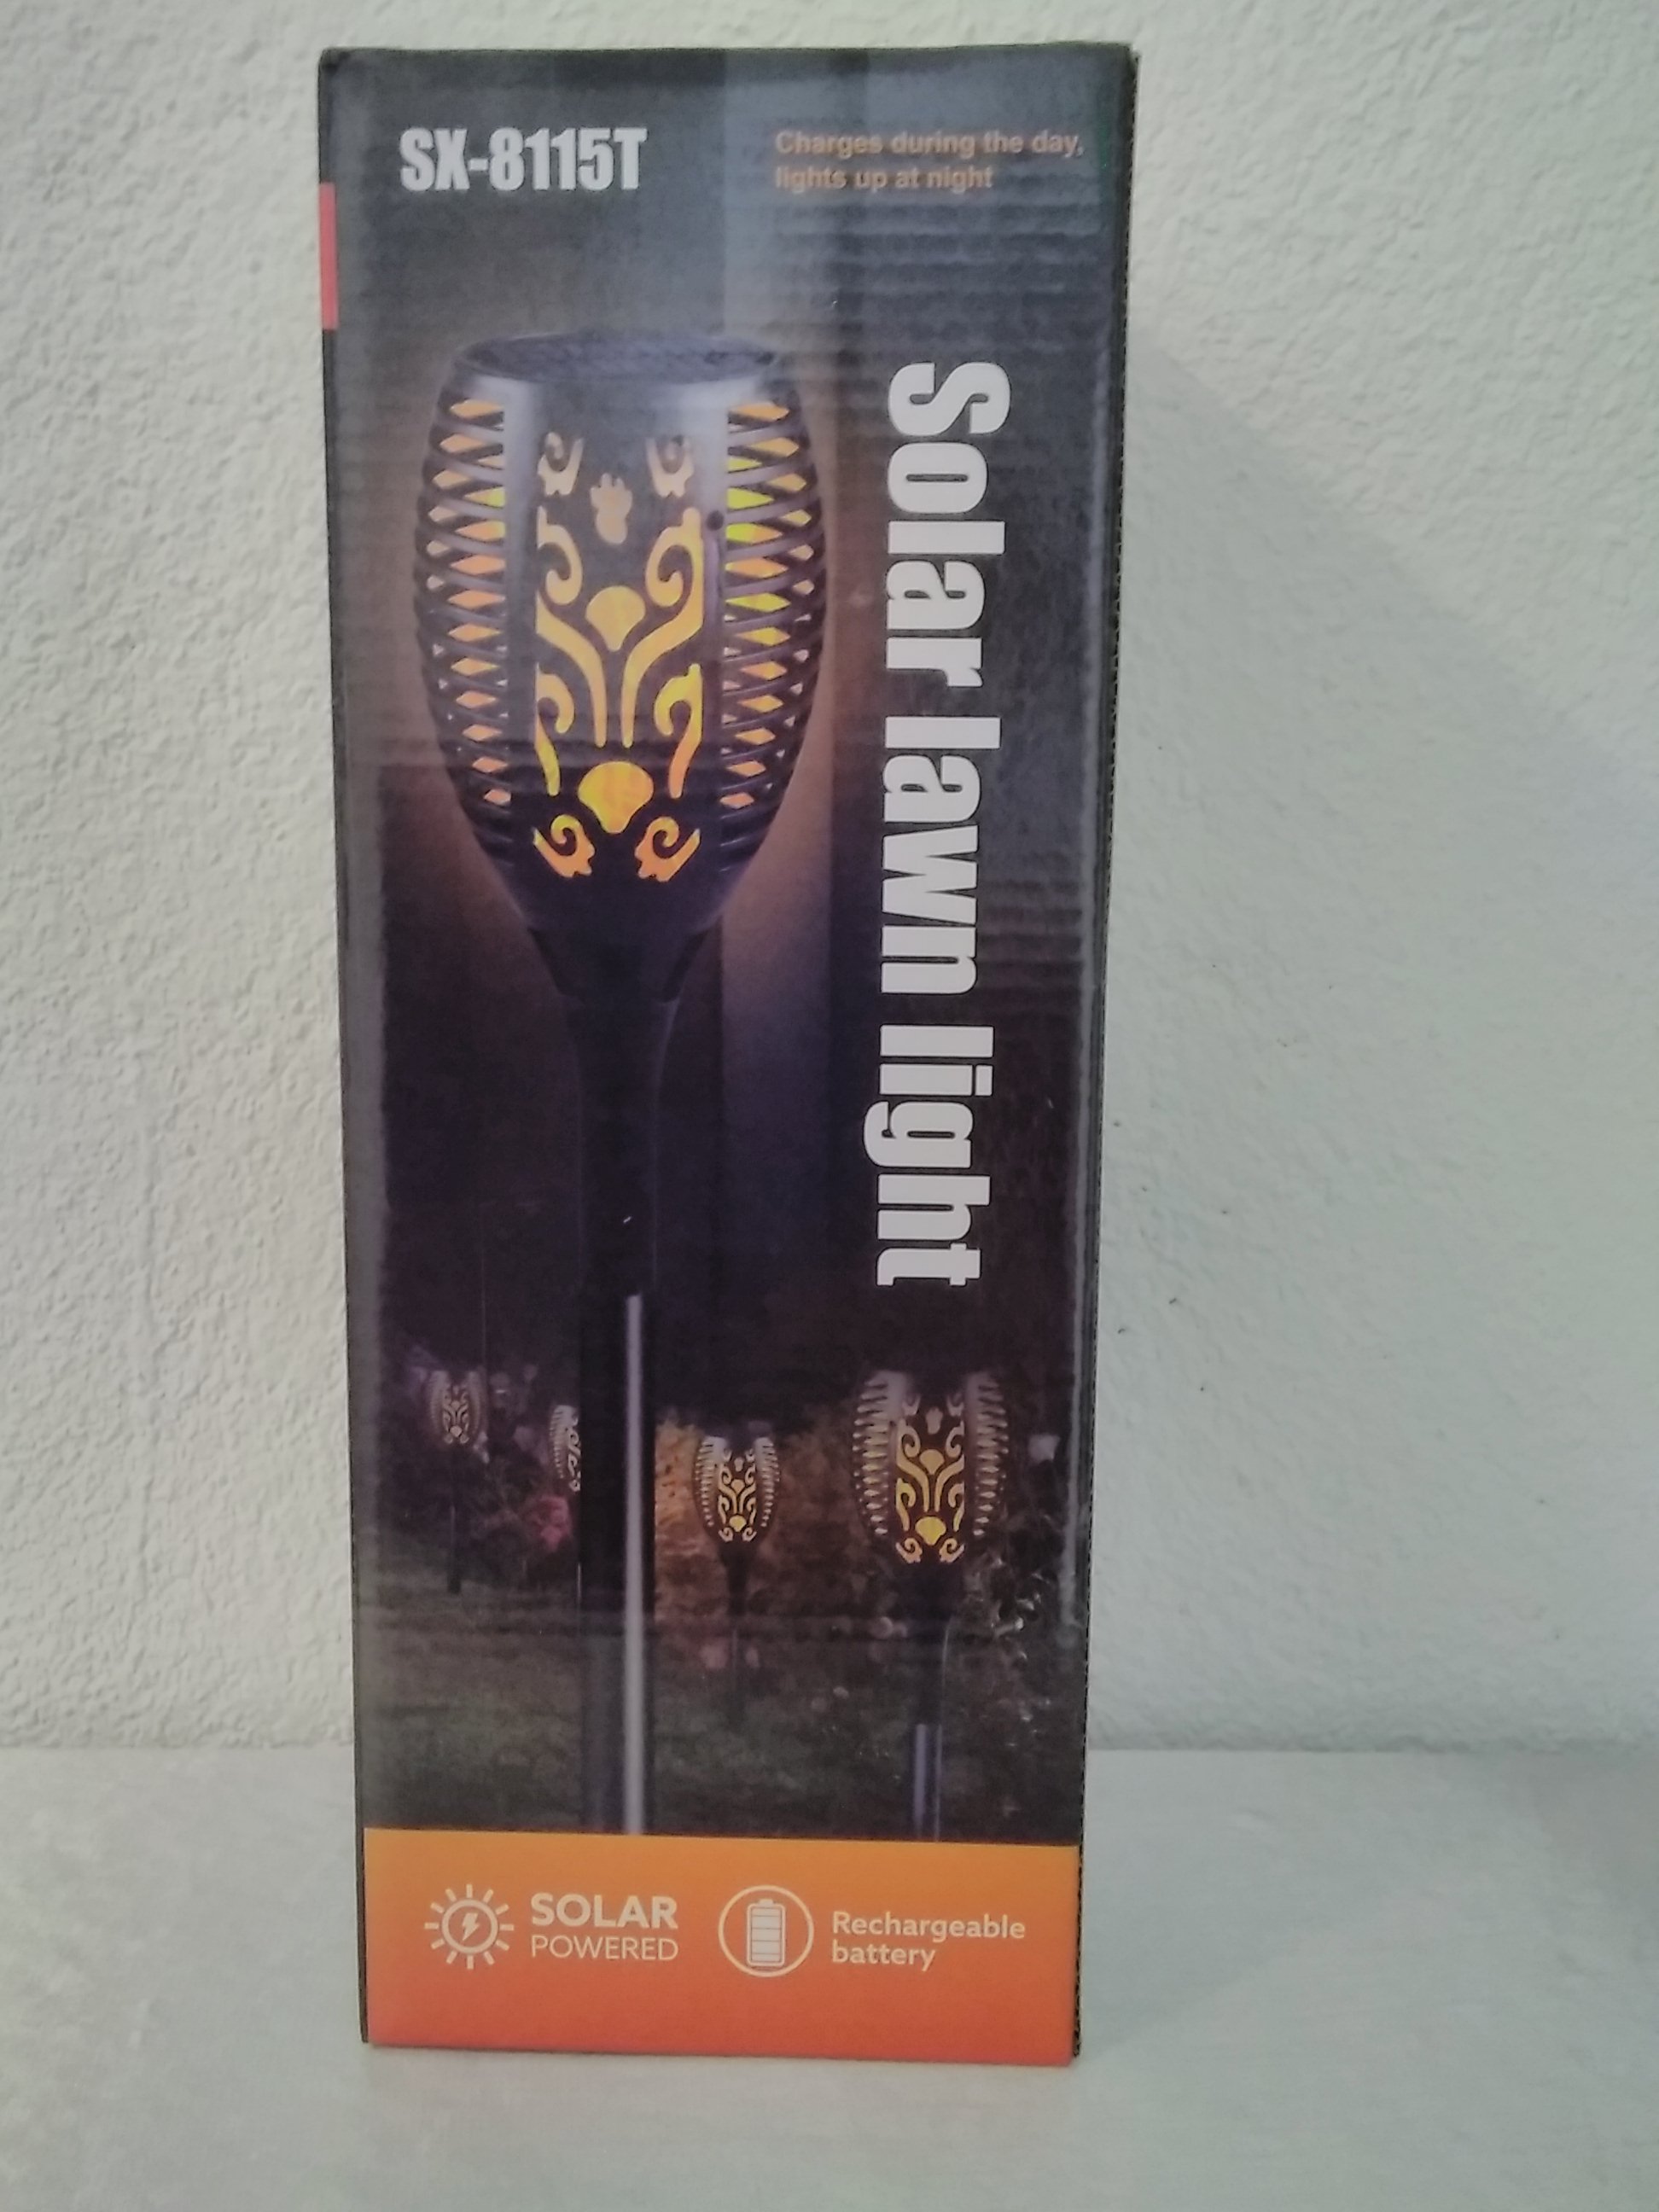 SX-8115T
Charges during the day,
lights up at night
Solar lawn light
SOLAR
POWERED
Rechargeable
battery